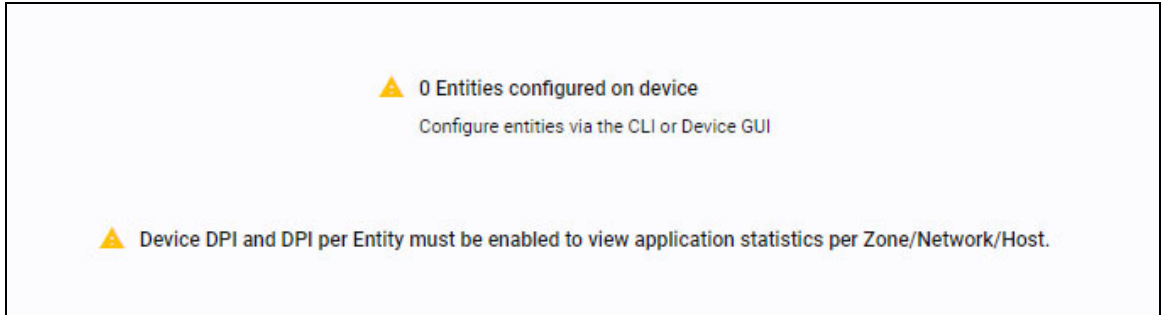 0 Entities configured on device
Configure entities via the CLI or Device GUI
Device DPI and DPI per Entity must be enabled to view application statistics per Zone/Network/Host.